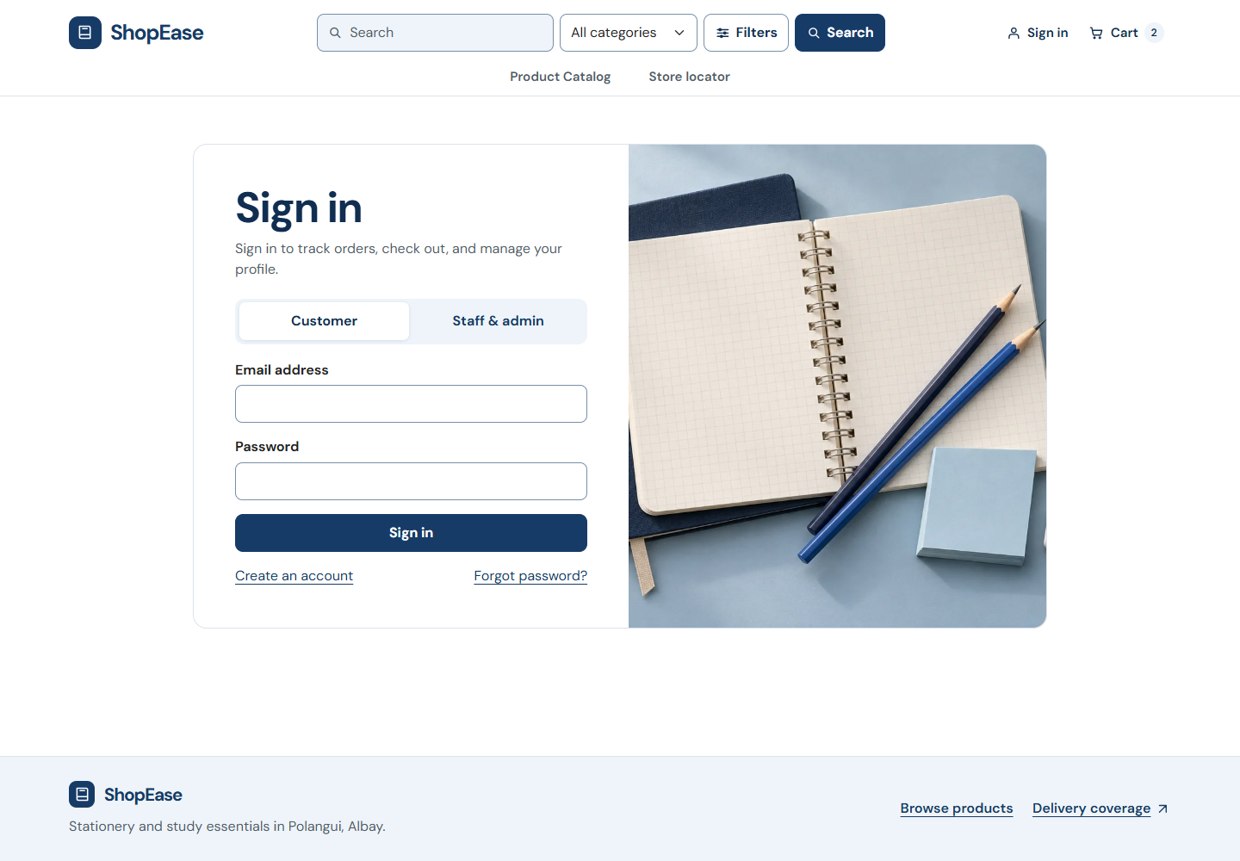 ShopEase
Search
All categories
Filters
Search
Sign in
Cart 2
Product Catalog
Store locator
Sign in
Sign in to track orders, check out, and manage your
profile.
Customer
Staff & admin
Email address
Password
Sign in
Create an account
Forgot password?
ShopEase
Stationery and study essentials in Polangui, Albay.
Browse products
Delivery coverage